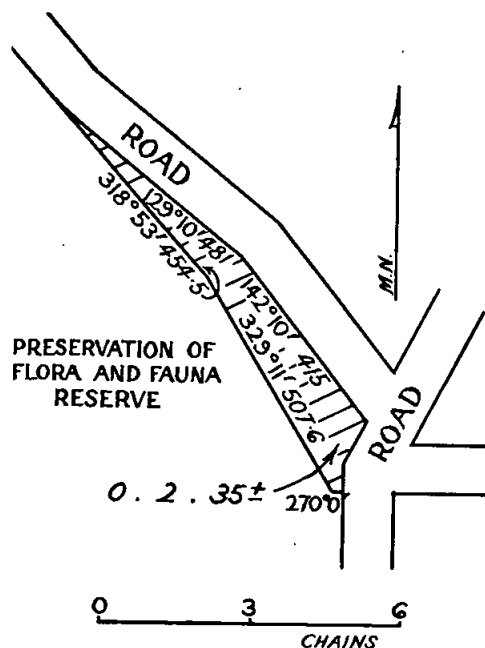 ROAD
M.N.
129°10′ 481
318°53′ 454·5
142°10′ 415
329°11′ 507·6
PRESERVATION OF
FLORA AND FAUNA
RESERVE
ROAD
0 . 2 . 35±
270°0′
0 3 6
CHAINS